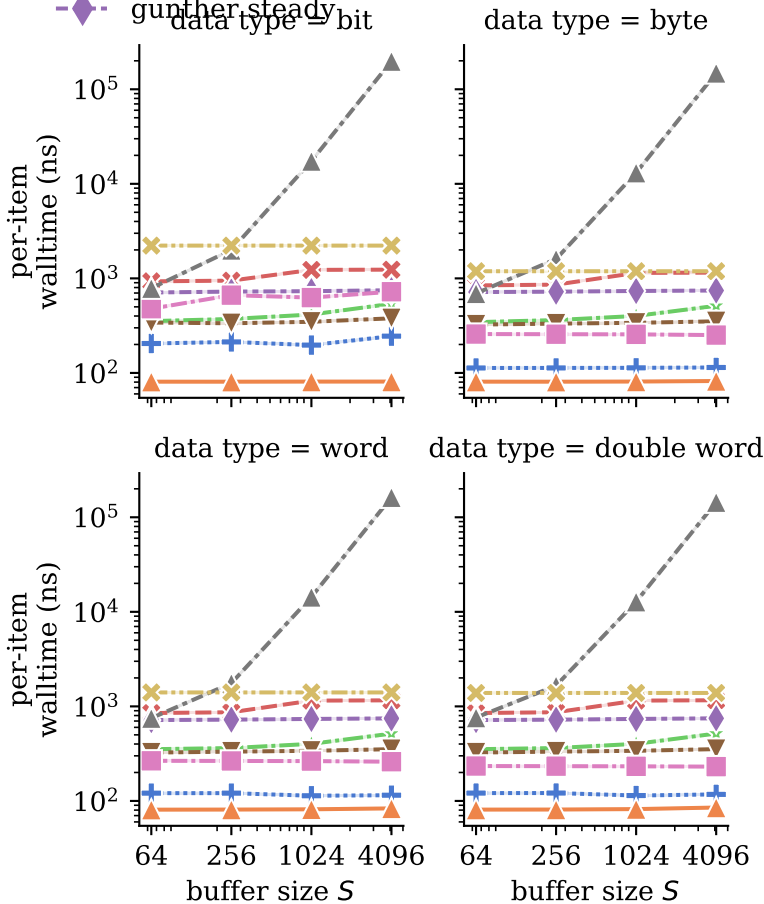 gunther steady
data type = bit
data type = byte
per-item
walltime (ns)
10⁵
10⁴
10³
10²
data type = word
data type = double word
per-item
walltime (ns)
10⁵
10⁴
10³
10²
64 256 1024 4096
64 256 1024 4096
buffer size S
buffer size S